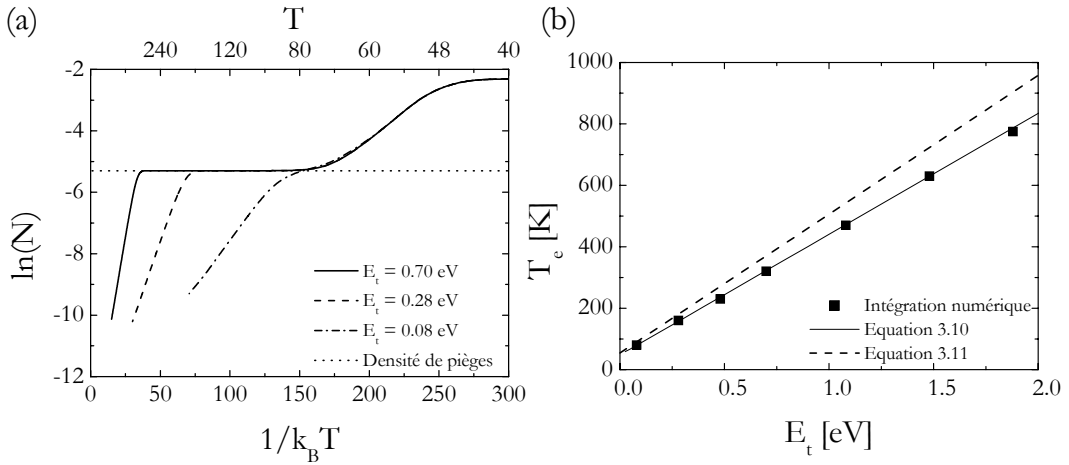 (a)
T
240 120 80 60 48 40
-2
-4
-6
-8
-10
-12
ln(N)
E_t = 0.70 eV
E_t = 0.28 eV
E_t = 0.08 eV
Densité de pièges
0 50 100 150 200 250 300
1/k_BT
(b)
1000
800
600
400
200
0
T_e [K]
Intégration numérique
Equation 3.10
Equation 3.11
0.0 0.5 1.0 1.5 2.0
E_t [eV]